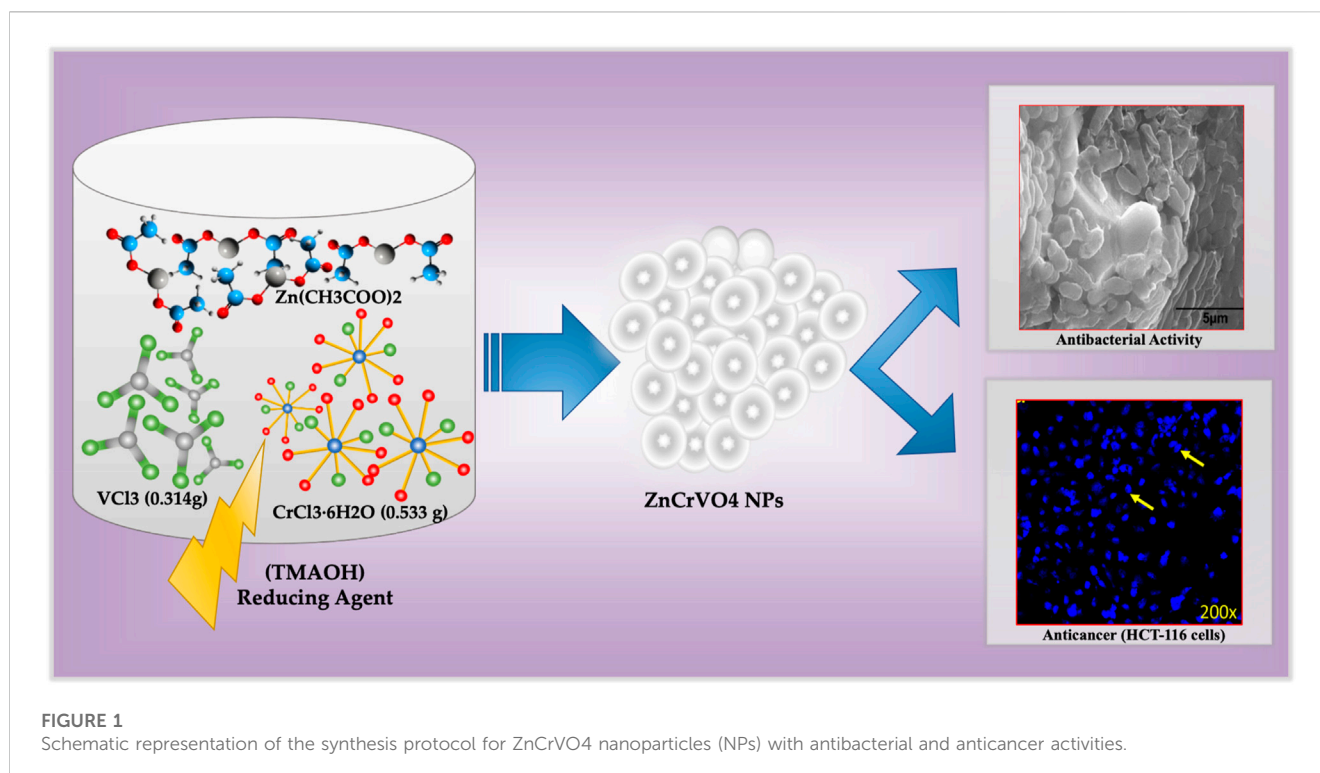 Zn(CH3COO)2
VCl3 (0.314g)
CrCl3·6H2O (0.533 g)
(TMAOH)
Reducing Agent
ZnCrVO4 NPs
5µm
Antibacterial Activity
200x
Anticancer (HCT-116 cells)
FIGURE 1
Schematic representation of the synthesis protocol for ZnCrVO4 nanoparticles (NPs) with antibacterial and anticancer activities.